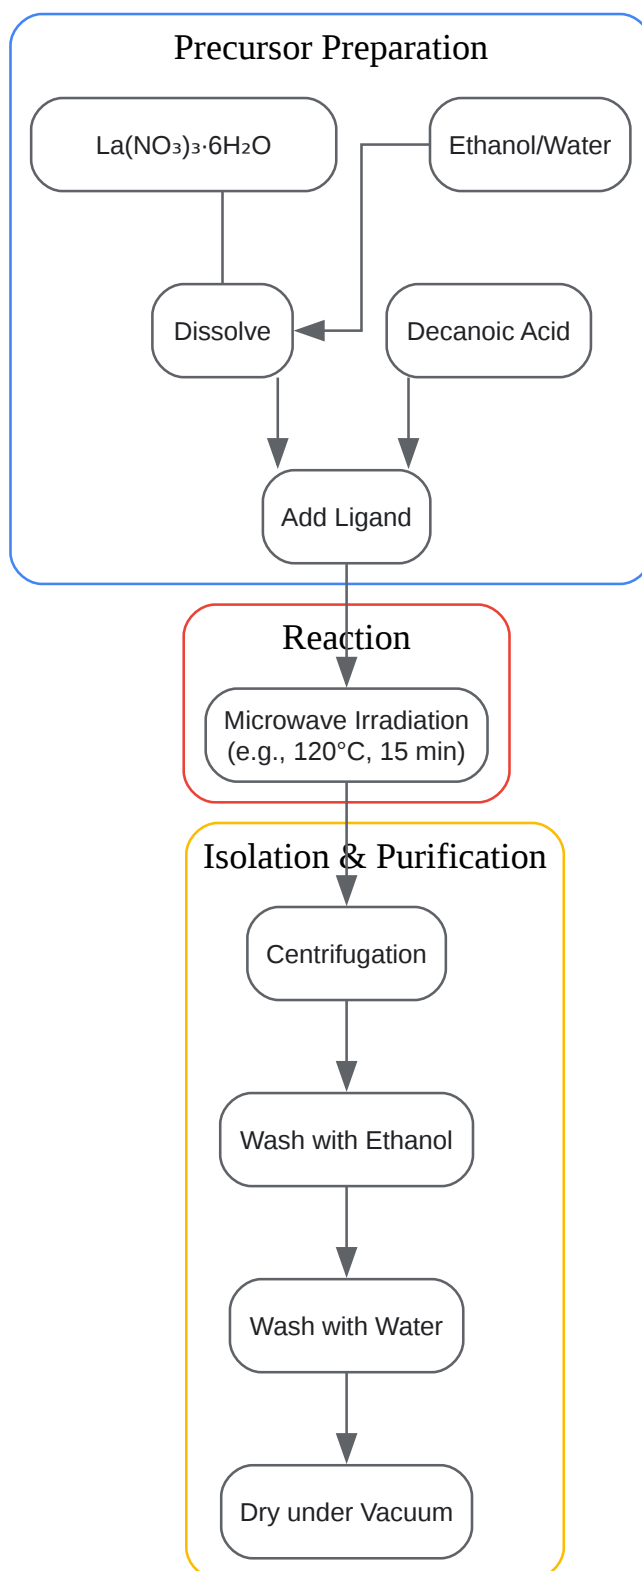 Precursor Preparation
La(NO₃)₃·6H₂O
Ethanol/Water
Dissolve
Decanoic Acid
Add Ligand
Reaction
Microwave Irradiation
(e.g., 120°C, 15 min)
Isolation & Purification
Centrifugation
Wash with Ethanol
Wash with Water
Dry under Vacuum